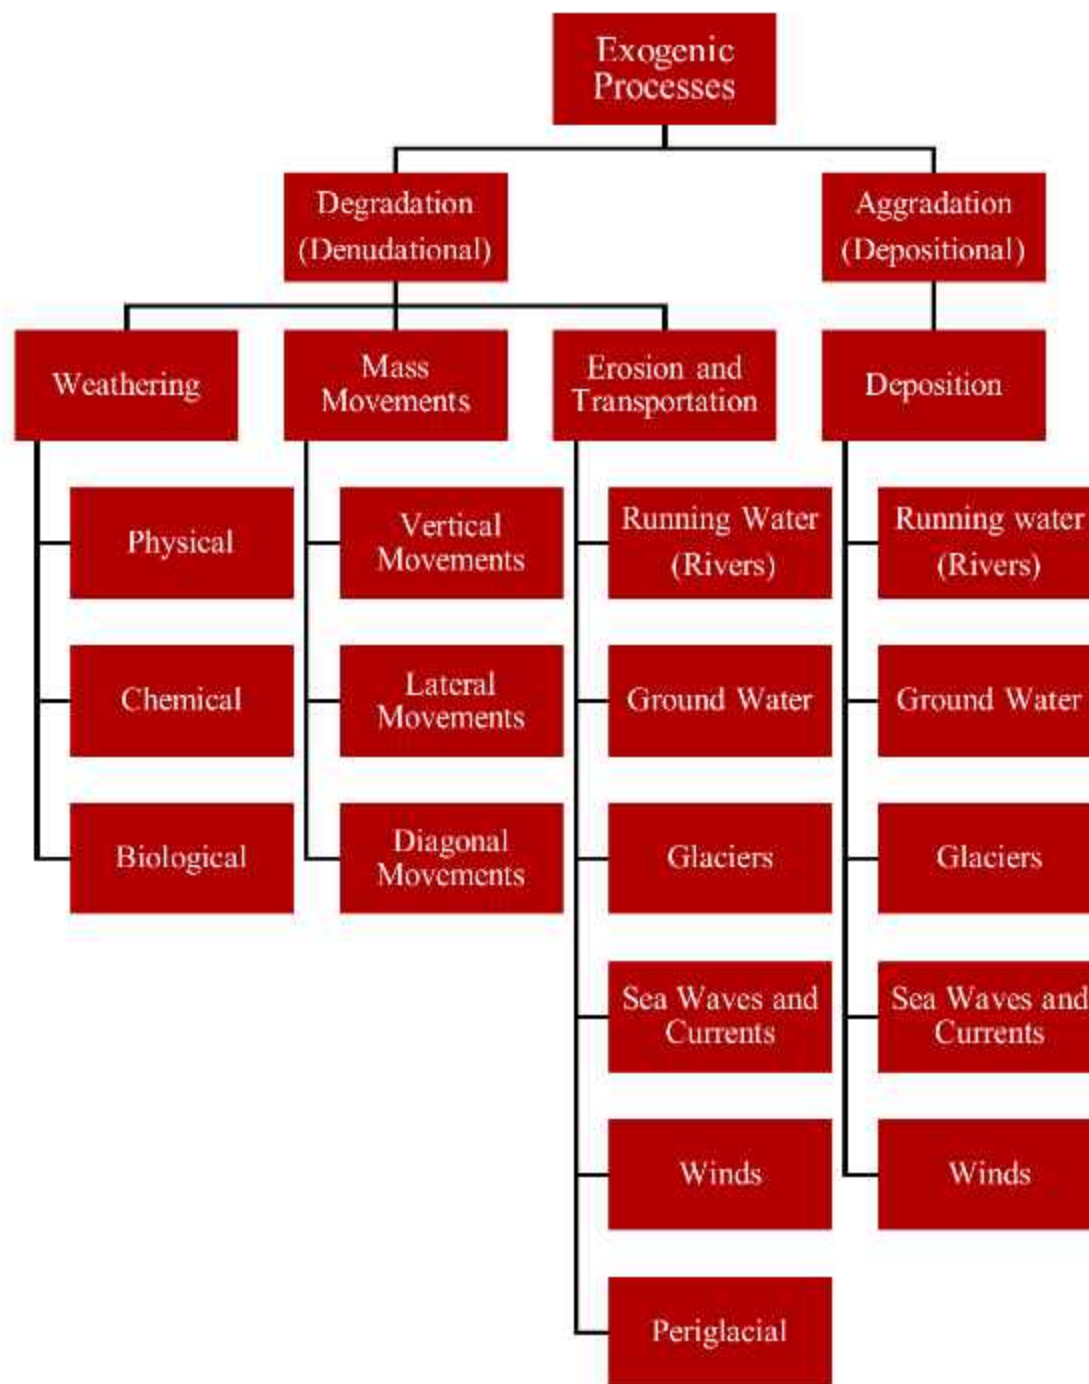 Exogenic
Processes
Degradation
(Denudational)
Aggradation
(Depositional)
Weathering
Mass
Movements
Erosion and
Transportation
Deposition
Physical
Vertical
Movements
Running Water
(Rivers)
Running water
(Rivers)
Chemical
Lateral
Movements
Ground Water
Ground Water
Biological
Diagonal
Movements
Glaciers
Glaciers
Sea Waves and
Currents
Sea Waves and
Currents
Winds
Winds
Periglacial